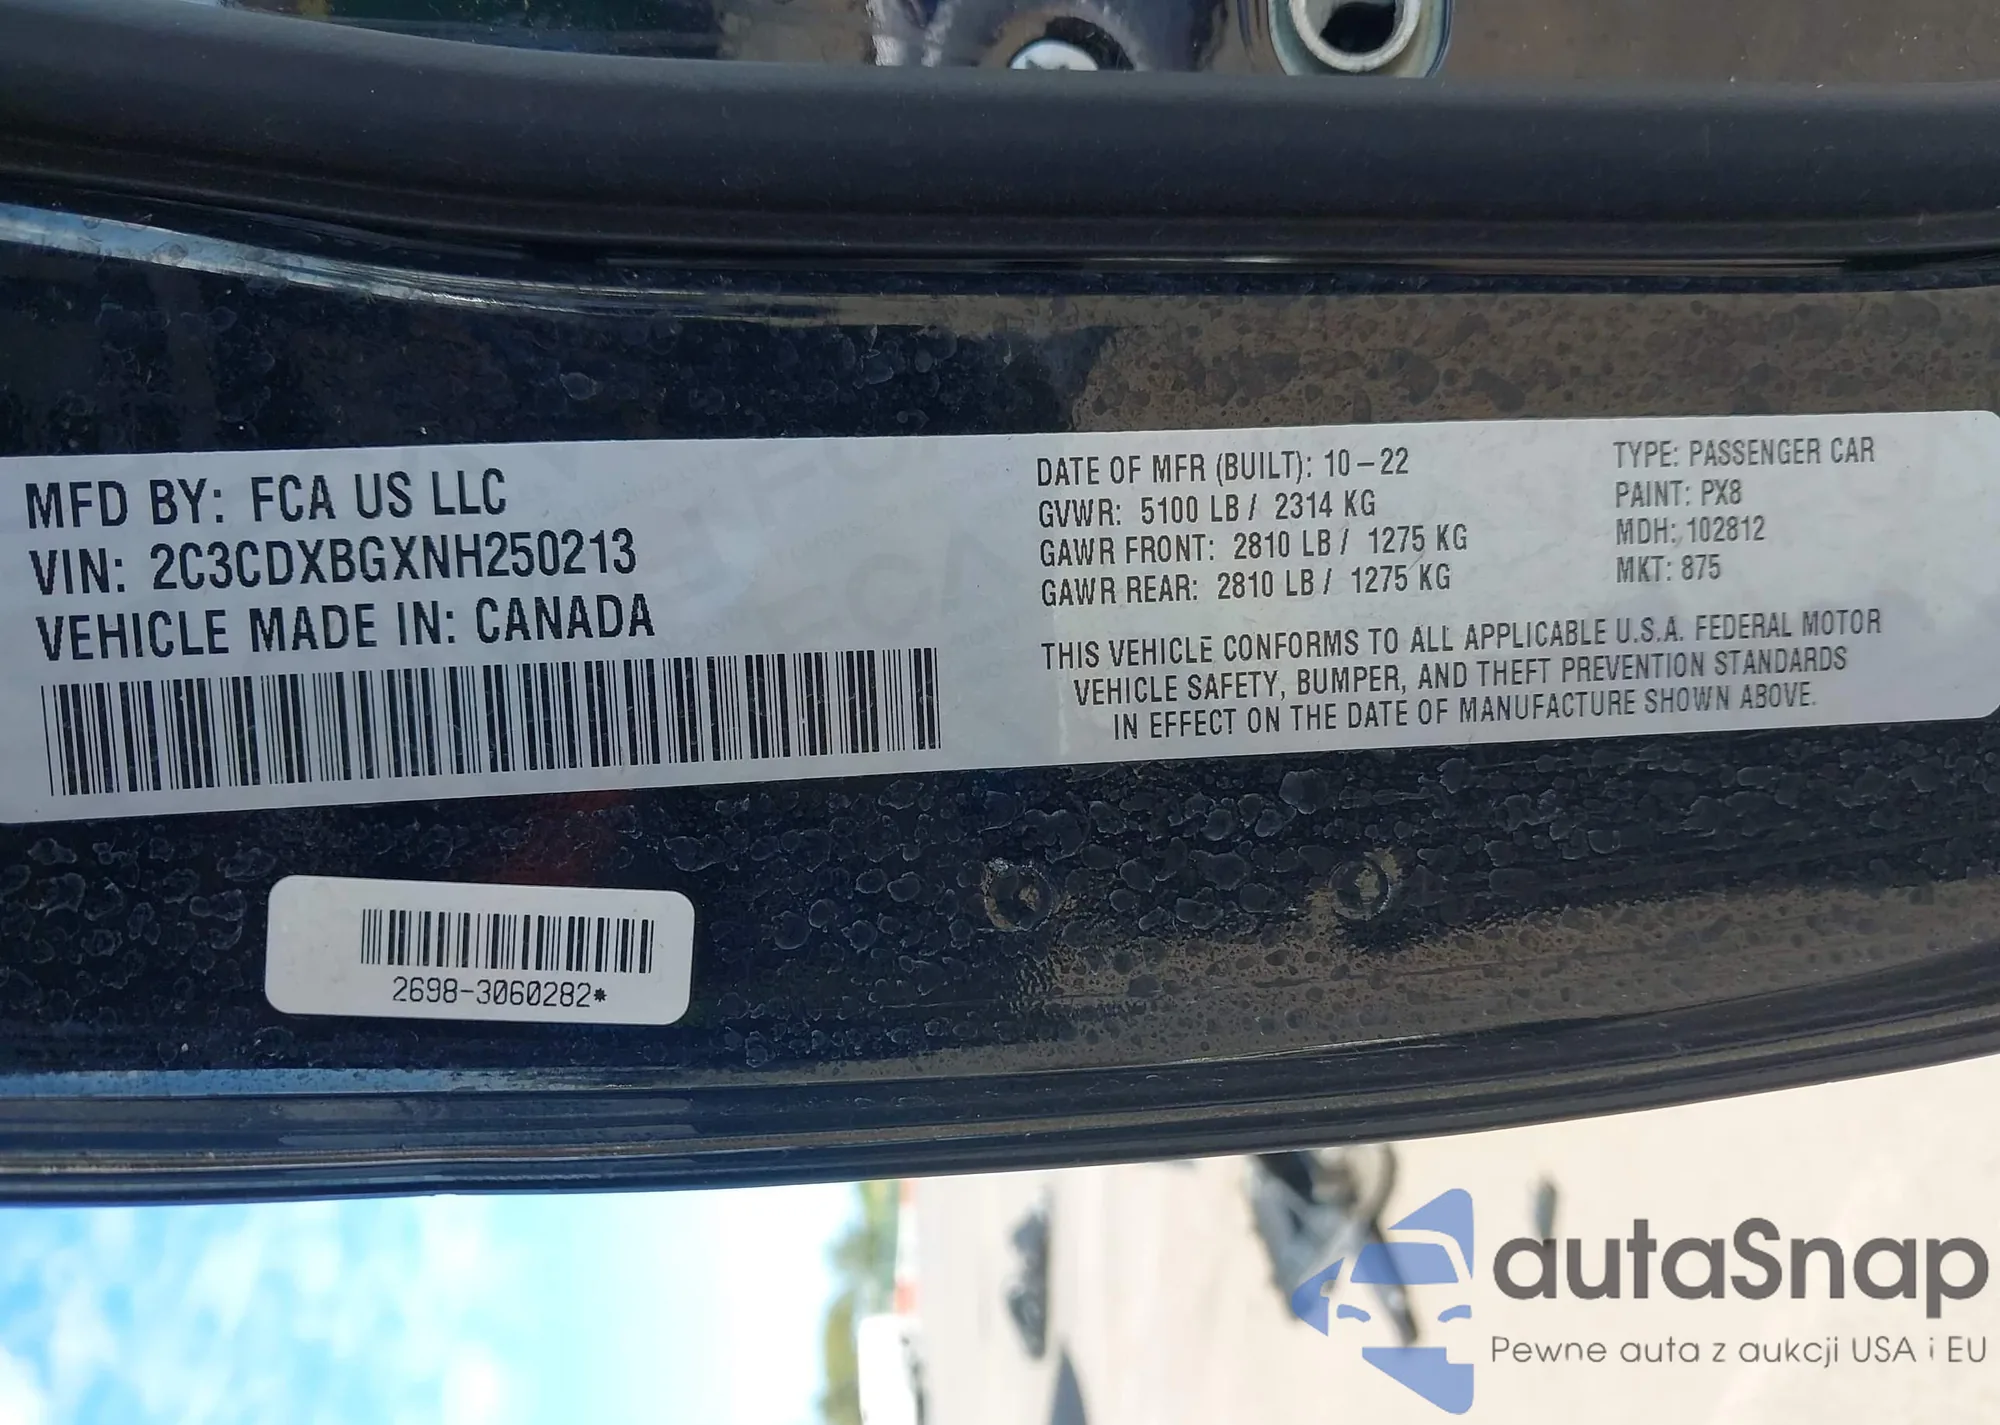 MFD BY: FCA US LLC
VIN: 2C3CDXBGXNH250213
VEHICLE MADE IN: CANADA
DATE OF MFR (BUILT): 10-22
GVWR: 5100 LB / 2314 KG
GAWR FRONT: 2810 LB / 1275 KG
GAWR REAR: 2810 LB / 1275 KG
TYPE: PASSENGER CAR
PAINT: PX8
MDH: 102812
MKT: 875
THIS VEHICLE CONFORMS TO ALL APPLICABLE U.S.A. FEDERAL MOTOR
VEHICLE SAFETY, BUMPER, AND THEFT PREVENTION STANDARDS
IN EFFECT ON THE DATE OF MANUFACTURE SHOWN ABOVE.
2698-3060282*
autaSnap
Pewne auta z aukcji USA i EU